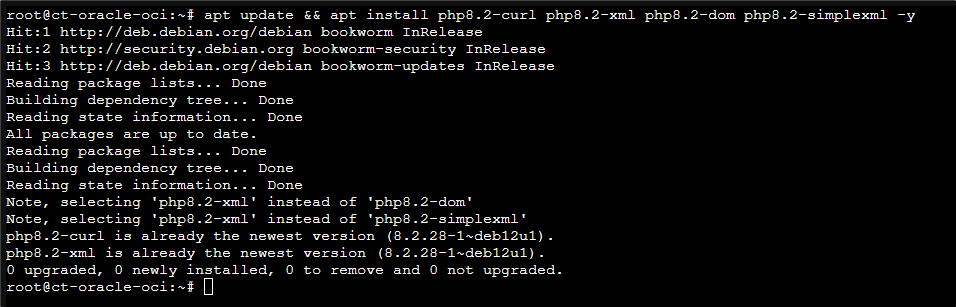 root@ct-oracle-oci:~# apt update && apt install php8.2-curl php8.2-xml php8.2-dom php8.2-simplexml -y
Hit:1 http://deb.debian.org/debian bookworm InRelease
Hit:2 http://security.debian.org bookworm-security InRelease
Hit:3 http://deb.debian.org/debian bookworm-updates InRelease
Reading package lists... Done
Building dependency tree... Done
Reading state information... Done
All packages are up to date.
Reading package lists... Done
Building dependency tree... Done
Reading state information... Done
Note, selecting 'php8.2-xml' instead of 'php8.2-dom'
Note, selecting 'php8.2-xml' instead of 'php8.2-simplexml'
php8.2-curl is already the newest version (8.2.28-1~deb12u1).
php8.2-xml is already the newest version (8.2.28-1~deb12u1).
0 upgraded, 0 newly installed, 0 to remove and 0 not upgraded.
root@ct-oracle-oci:~#